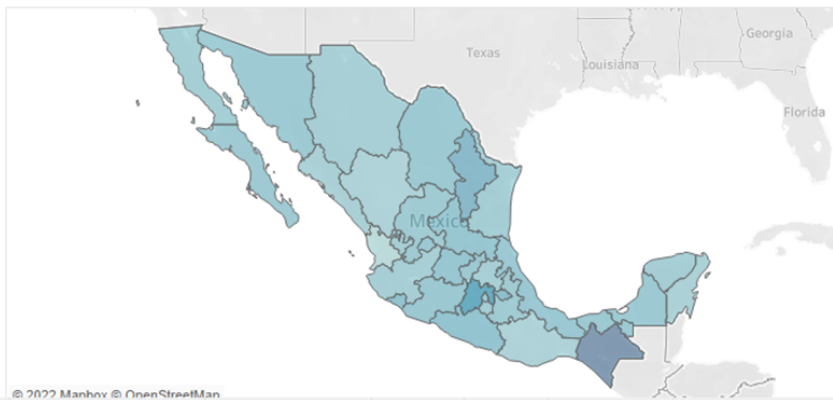 Georgia
Texas
Louisiana
Florida
Mexico
© 2022 Mapbox © OpenStreetMap